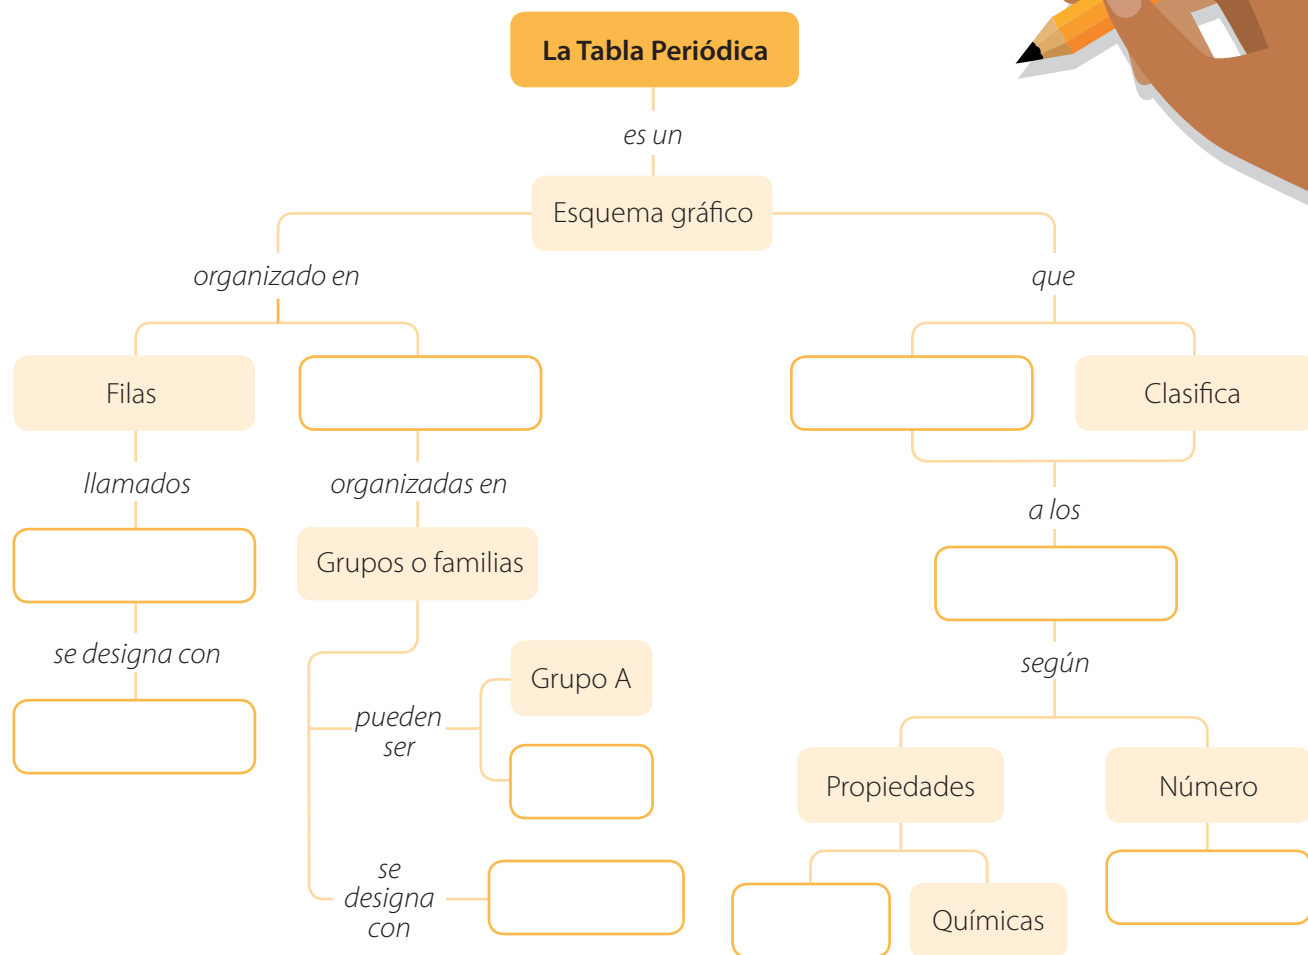 La Tabla Periódica
es un
Esquema gráfico
organizado en
que
Filas
Clasifica
llamados
organizadas en
a los
Grupos o familias
se designa con
según
Grupo A
pueden
ser
Propiedades
Número
se
designa
con
Químicas